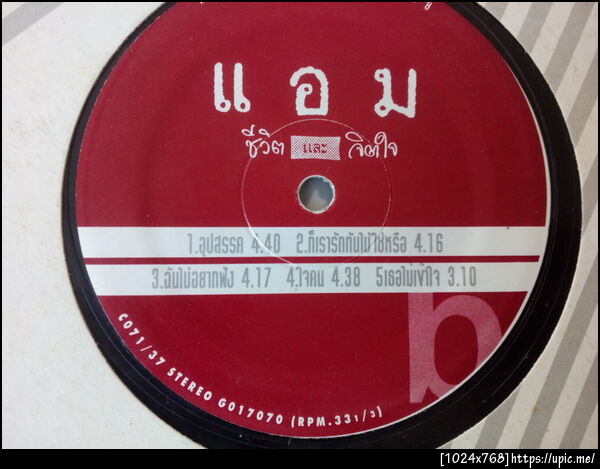 แอม
ชีวิต และ จิตใจ
1.อุปสรรค 4.40 2.ก็เรารักกันไม่ใช่หรือ 4.16
3.ฉันไม่อยากฟัง 4.17 4.ใจคน 4.38 5เธอไม่เข้าใจ 3.10
b
C071/37 STEREO G017070 (RPM.33 1/3)
[1024x768]https://upic.me/